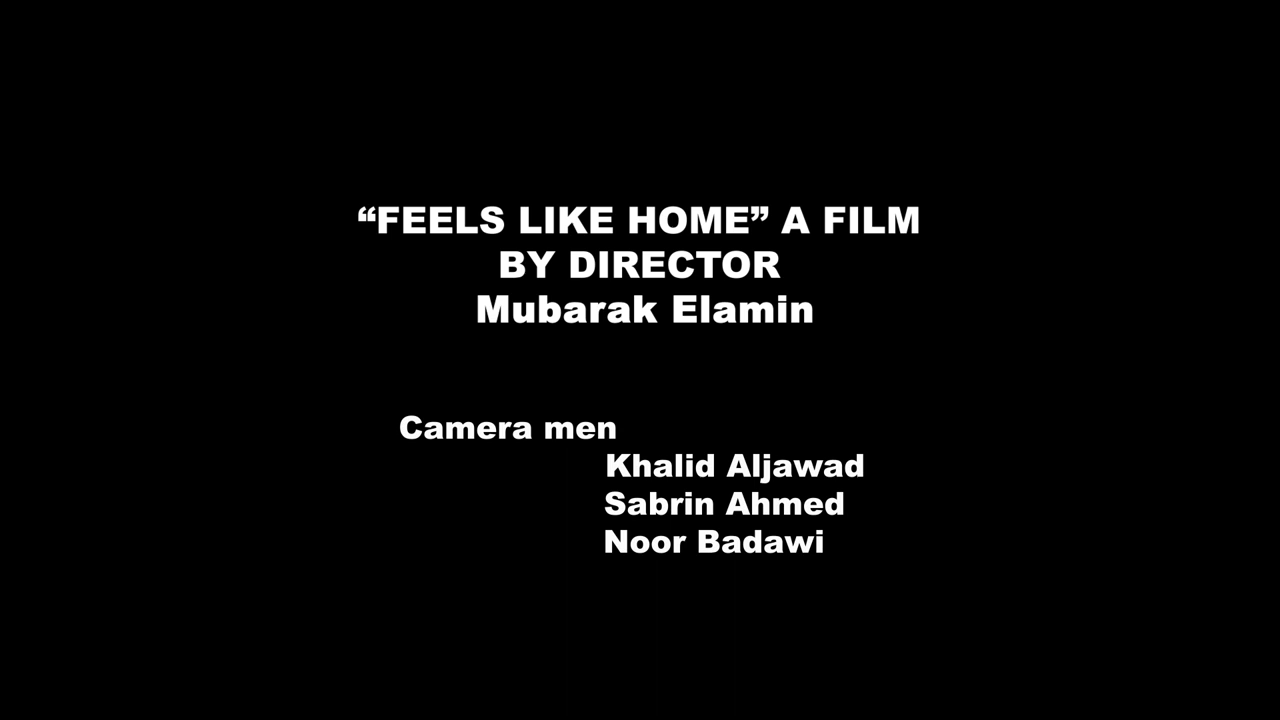 “FEELS LIKE HOME” A FILM
BY DIRECTOR
Mubarak Elamin
Camera men
Khalid Aljawad
Sabrin Ahmed
Noor Badawi